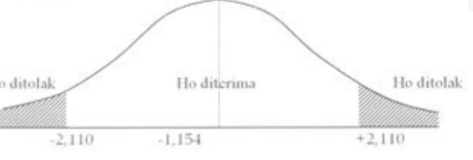 o ditolak Ho diterima Ho ditolak
-2,110 -1,154 +2,110